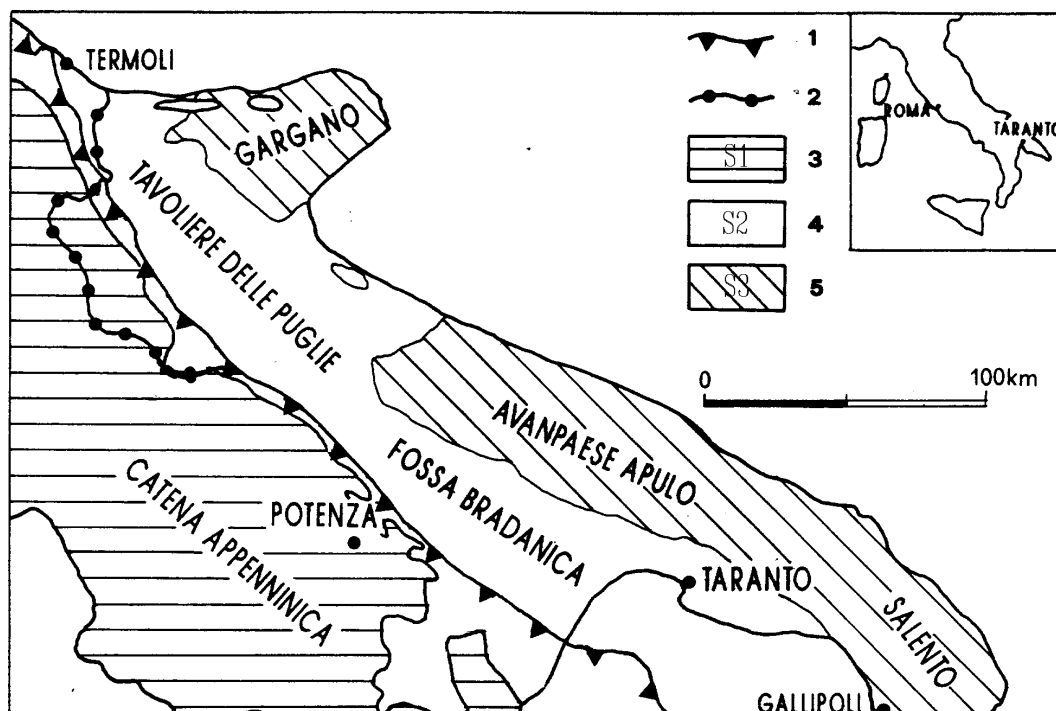 TERMOLI
GARGANO
TAVOLIERE DELLE PUGLIE
1
2
S1 3
S2 4
S3 5
ROMA
TARANTO
0 100km
AVANPAESE APULO
FOSSA BRADANICA
CATENA APPENNINICA
POTENZA
TARANTO
SALENTO
GALLIPOLI